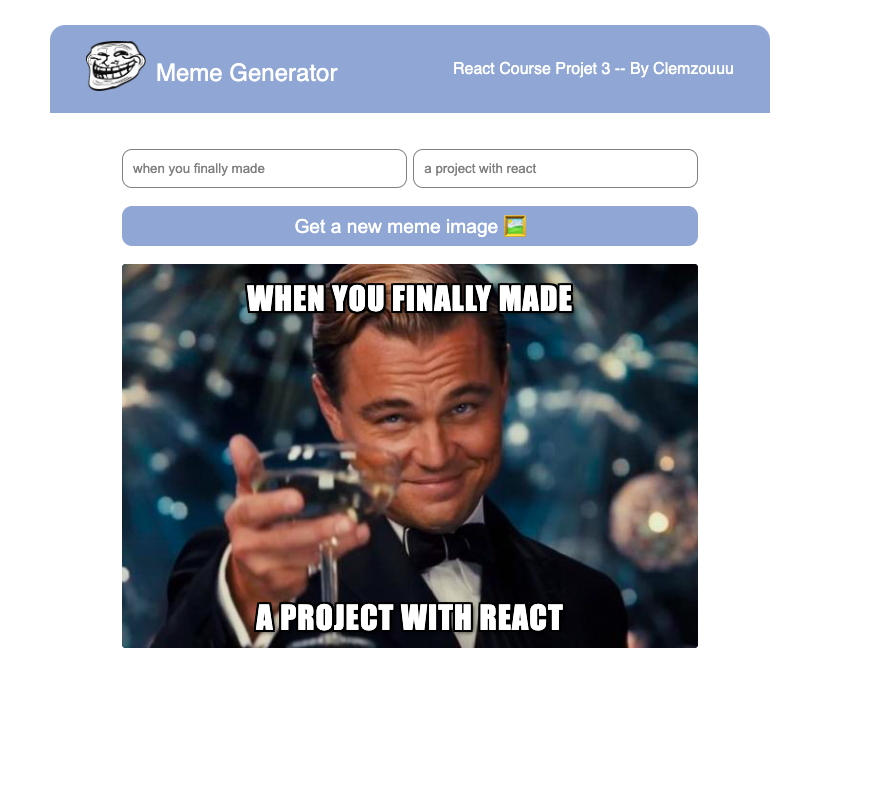 Meme Generator
React Course Projet 3 -- By Clemzouuu
when you finally made
a project with react
Get a new meme image 🖼️
WHEN YOU FINALLY MADE
A PROJECT WITH REACT